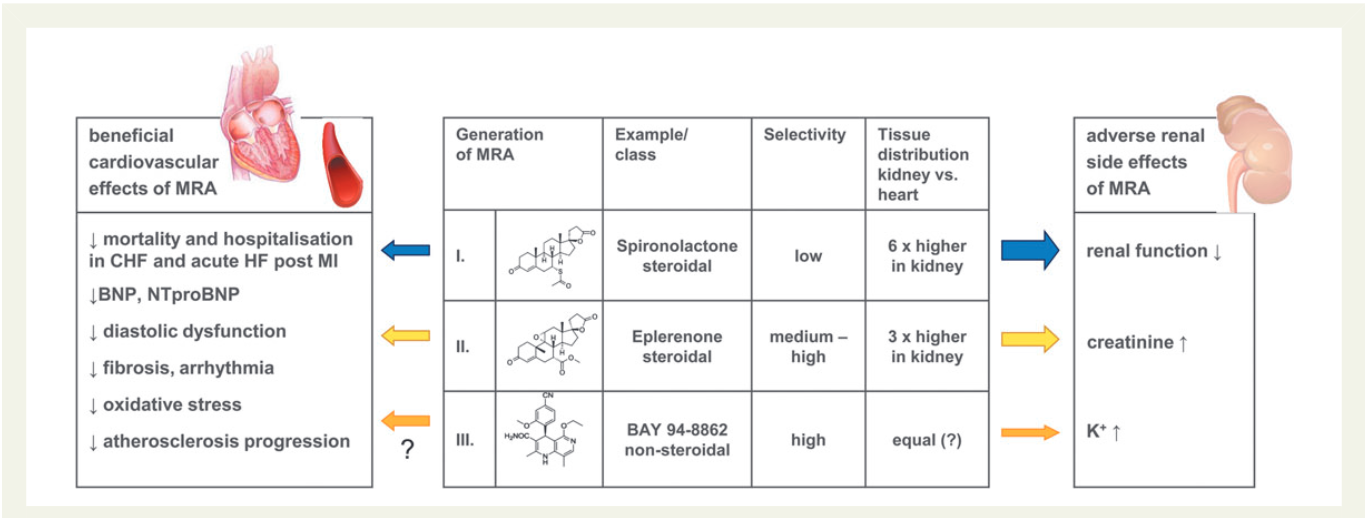 beneficial
cardiovascular
effects of MRA
↓ mortality and hospitalisation
in CHF and acute HF post MI
↓BNP, NTproBNP
↓ diastolic dysfunction
↓ fibrosis, arrhythmia
↓ oxidative stress
↓ atherosclerosis progression
?
Generation
of MRA
Example/
class
Selectivity
Tissue
distribution
kidney vs.
heart
I.
O
H
H
H
S
O
O
O
Spironolactone
steroidal
low
6 x higher
in kidney
II.
O
O
H
H
O
O
O
O
Eplerenone
steroidal
medium –
high
3 x higher
in kidney
III.
CN
O
O
H₂NOC
N
N
H
BAY 94-8862
non-steroidal
high
equal (?)
adverse renal
side effects
of MRA
renal function ↓
creatinine ↑
K⁺ ↑